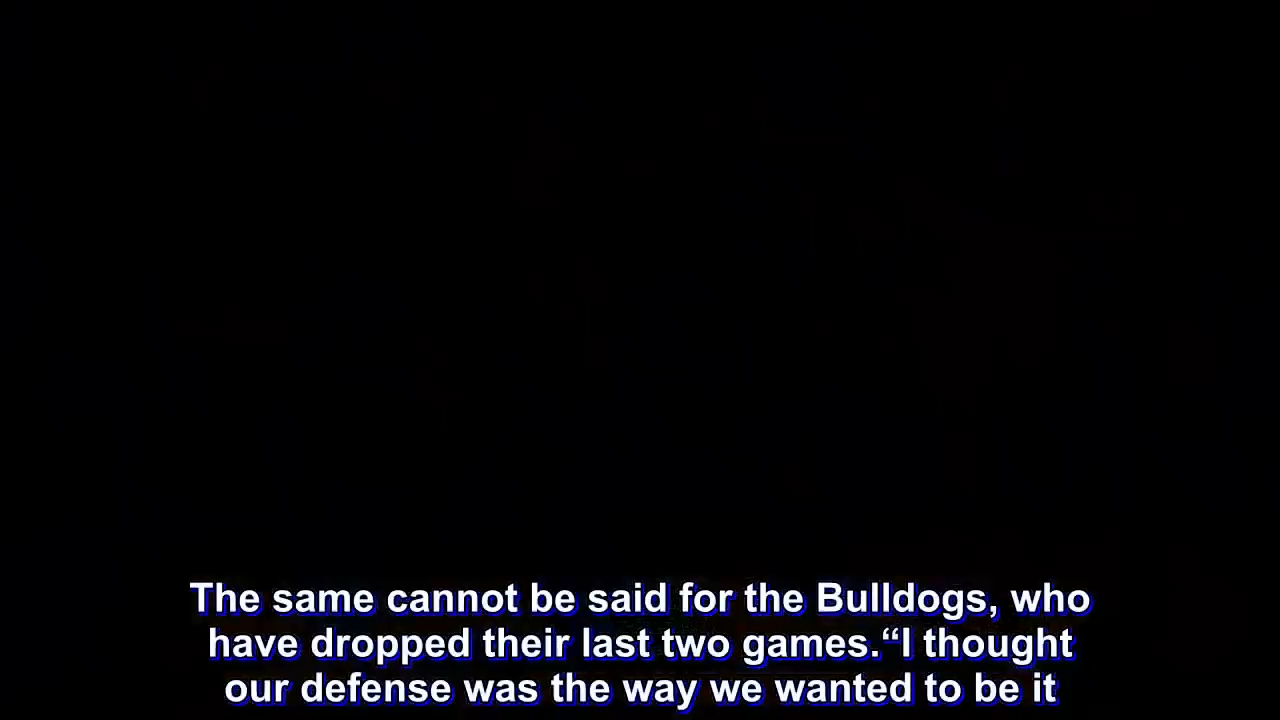 The same cannot be said for the Bulldogs, who
have dropped their last two games.“I thought
our defense was the way we wanted to be it